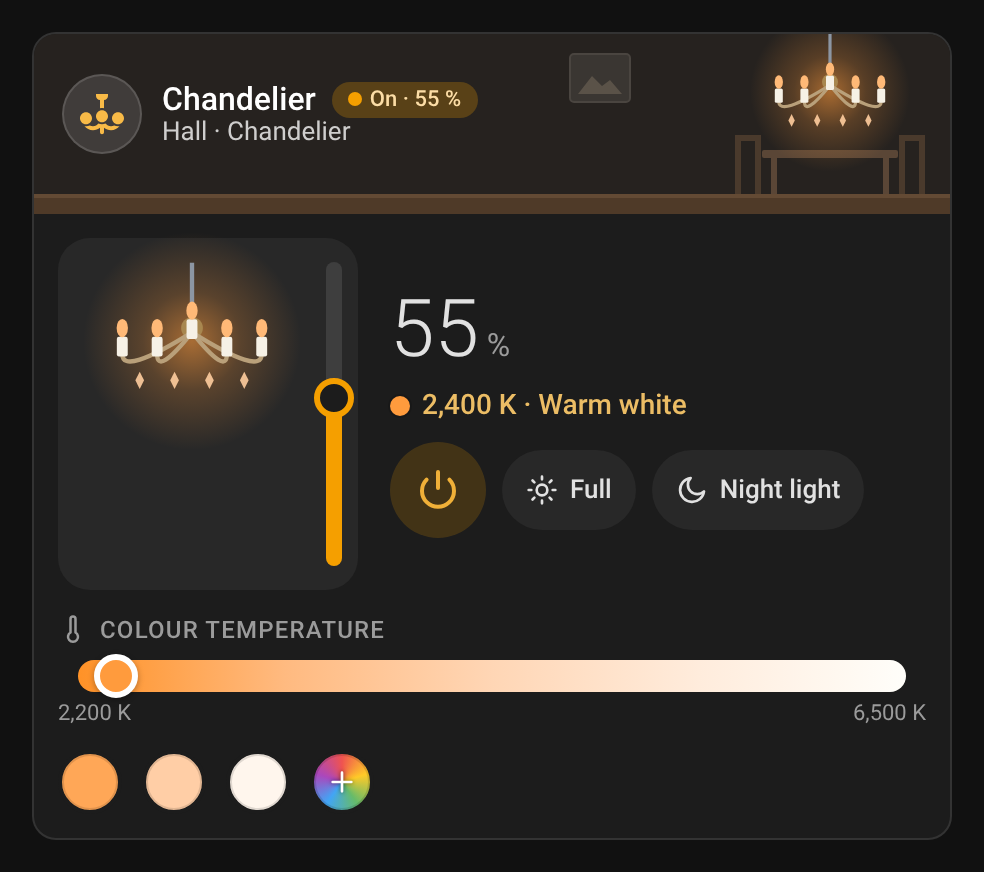 Chandelier
On · 55 %
Hall · Chandelier
55 %
2,400 K · Warm white
Full
Night light
COLOUR TEMPERATURE
2,200 K
6,500 K